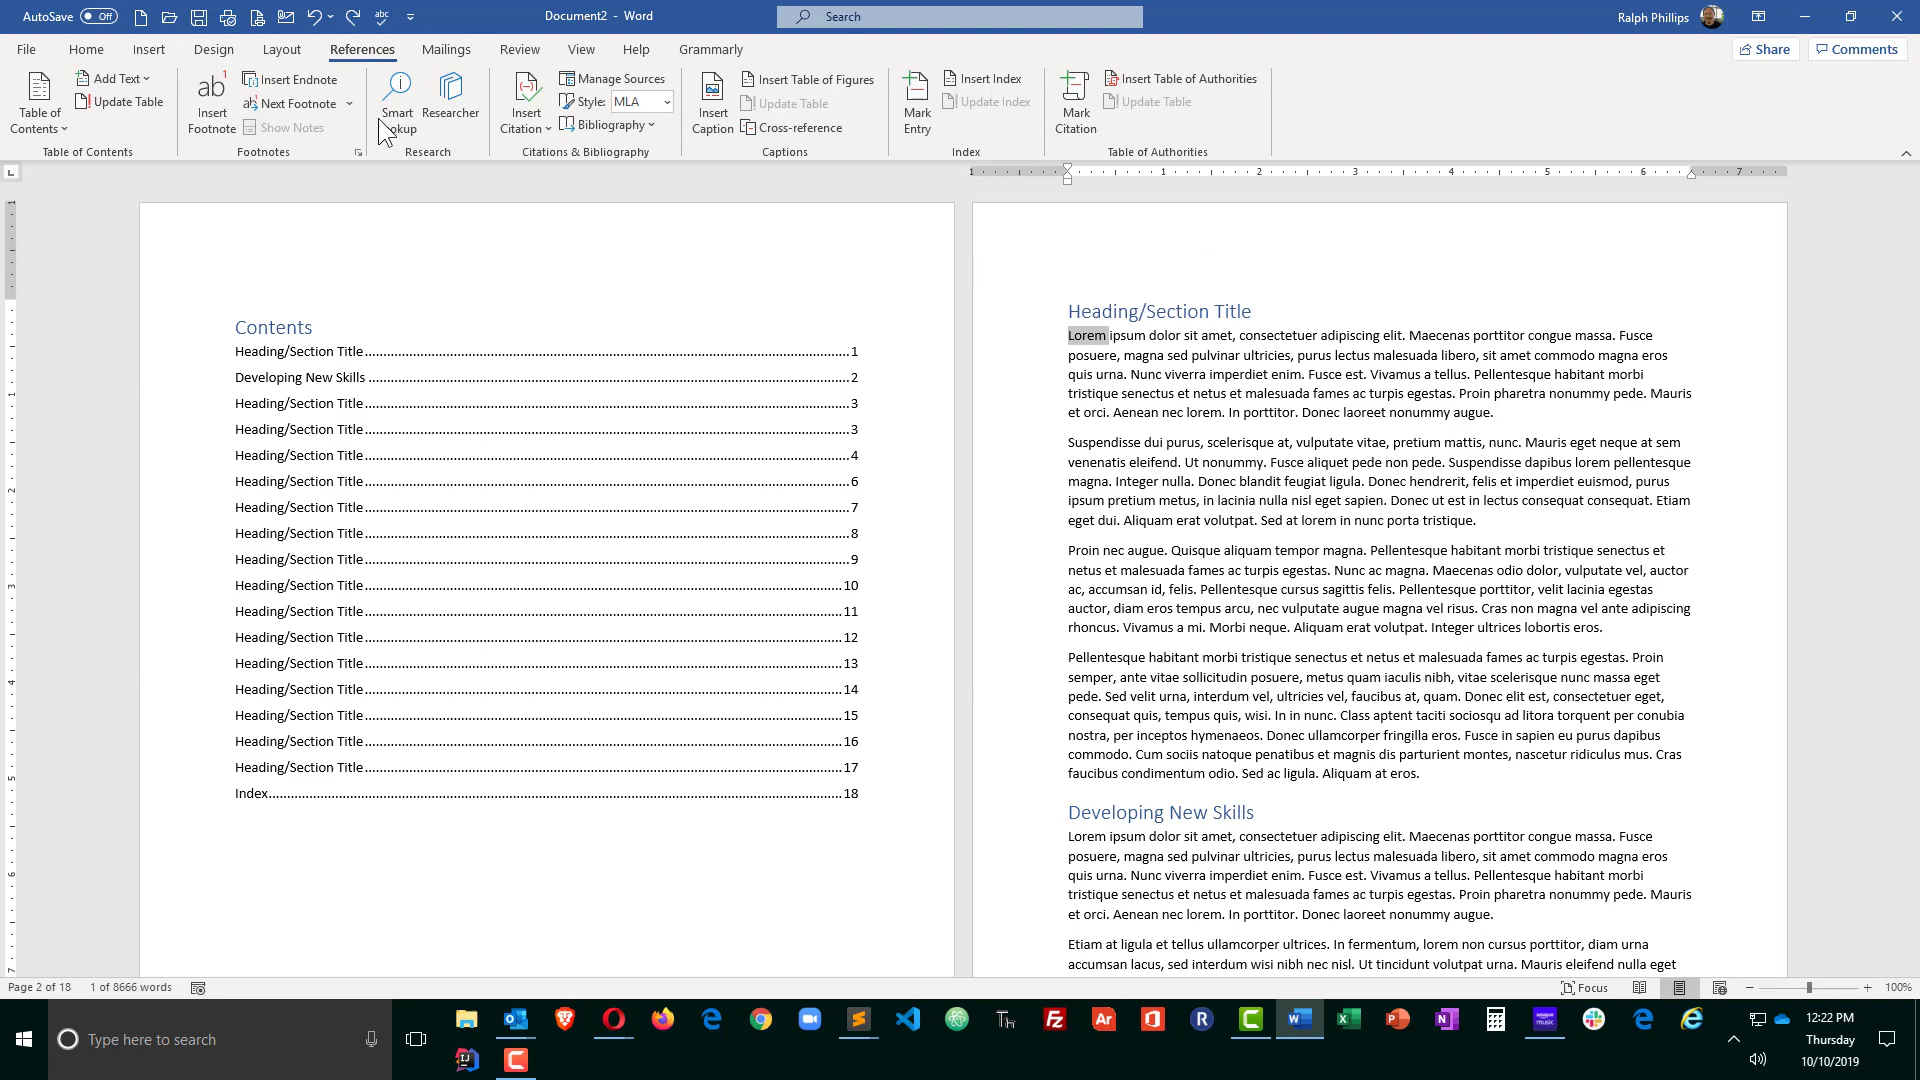 AutoSave Off
Document2 - Word
Search
Ralph Phillips
File Home Insert Design Layout References Mailings Review View Help Grammarly
Share Comments
Table of Contents
Add Text
Update Table
Table of Contents
ab
1
Insert Footnote
Insert Endnote
Next Footnote
Show Notes
Footnotes
Smart
Researcher
Research
Insert Citation
Manage Sources
Style: MLA
Bibliography
Citations & Bibliography
Insert Caption
Insert Table of Figures
Update Table
Cross-reference
Captions
Mark Entry
Insert Index
Update Index
Index
Mark Citation
Insert Table of Authorities
Update Table
Table of Authorities
1 1 2 3 4 5 6 7
Contents
Heading/Section Title 1
Developing New Skills 2
Heading/Section Title 3
Heading/Section Title 3
Heading/Section Title 4
Heading/Section Title 6
Heading/Section Title 7
Heading/Section Title 8
Heading/Section Title 9
Heading/Section Title 10
Heading/Section Title 11
Heading/Section Title 12
Heading/Section Title 13
Heading/Section Title 14
Heading/Section Title 15
Heading/Section Title 16
Heading/Section Title 17
Index 18
Heading/Section Title
Lorem ipsum dolor sit amet, consectetuer adipiscing elit. Maecenas porttitor congue massa. Fusce
posuere, magna sed pulvinar ultricies, purus lectus malesuada libero, sit amet commodo magna eros
quis urna. Nunc viverra imperdiet enim. Fusce est. Vivamus a tellus. Pellentesque habitant morbi
tristique senectus et netus et malesuada fames ac turpis egestas. Proin pharetra nonummy pede. Mauris
et orci. Aenean nec lorem. In porttitor. Donec laoreet nonummy augue.
Suspendisse dui purus, scelerisque at, vulputate vitae, pretium mattis, nunc. Mauris eget neque at sem
venenatis eleifend. Ut nonummy. Fusce aliquet pede non pede. Suspendisse dapibus lorem pellentesque
magna. Integer nulla. Donec blandit feugiat ligula. Donec hendrerit, felis et imperdiet euismod, purus
ipsum pretium metus, in lacinia nulla nisl eget sapien. Donec ut est in lectus consequat consequat. Etiam
eget dui. Aliquam erat volutpat. Sed at lorem in nunc porta tristique.
Proin nec augue. Quisque aliquam tempor magna. Pellentesque habitant morbi tristique senectus et
netus et malesuada fames ac turpis egestas. Nunc ac magna. Maecenas odio dolor, vulputate vel, auctor
ac, accumsan id, felis. Pellentesque cursus sagittis felis. Pellentesque porttitor, velit lacinia egestas
auctor, diam eros tempus arcu, nec vulputate augue magna vel risus. Cras non magna vel ante adipiscing
rhoncus. Vivamus a mi. Morbi neque. Aliquam erat volutpat. Integer ultrices lobortis eros.
Pellentesque habitant morbi tristique senectus et netus et malesuada fames ac turpis egestas. Proin
semper, ante vitae sollicitudin posuere, metus quam iaculis nibh, vitae scelerisque nunc massa eget
pede. Sed velit urna, interdum vel, ultricies vel, faucibus at, quam. Donec elit est, consectetuer eget,
consequat quis, tempus quis, wisi. In in nunc. Class aptent taciti sociosqu ad litora torquent per conubia
nostra, per inceptos hymenaeos. Donec ullamcorper fringilla eros. Fusce in sapien eu purus dapibus
commodo. Cum sociis natoque penatibus et magnis dis parturient montes, nascetur ridiculus mus. Cras
faucibus condimentum odio. Sed ac ligula. Aliquam at eros.
Developing New Skills
Lorem ipsum dolor sit amet, consectetuer adipiscing elit. Maecenas porttitor congue massa. Fusce
posuere, magna sed pulvinar ultricies, purus lectus malesuada libero, sit amet commodo magna eros
quis urna. Nunc viverra imperdiet enim. Fusce est. Vivamus a tellus. Pellentesque habitant morbi
tristique senectus et netus et malesuada fames ac turpis egestas. Proin pharetra nonummy pede. Mauris
et orci. Aenean nec lorem. In porttitor. Donec laoreet nonummy augue.
Etiam at ligula et tellus ullamcorper ultrices. In fermentum, lorem non cursus porttitor, diam urna
accumsan lacus, sed interdum wisi nibh nec nisl. Ut tincidunt volutpat urna. Mauris eleifend nulla eget
Page 2 of 18 1 of 8666 words
Focus
100%
Type here to search
12:22 PM
Thursday
10/10/2019